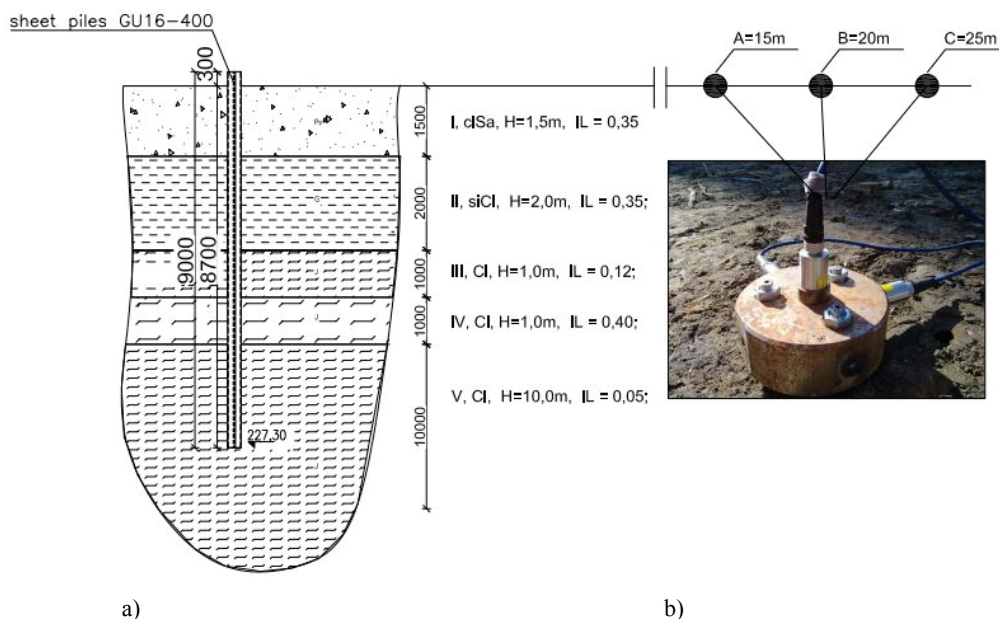 sheet piles GU16-400
300
9000
8700
227,30
1500
2000
1000
1000
10000
I, clSa, H=1,5m, IL = 0,35
II, siCl, H=2,0m, IL = 0,35;
III, Cl, H=1,0m, IL = 0,12;
IV, Cl, H=1,0m, IL = 0,40;
V, Cl, H=10,0m, IL = 0,05;
A=15m
B=20m
C=25m
a)
b)